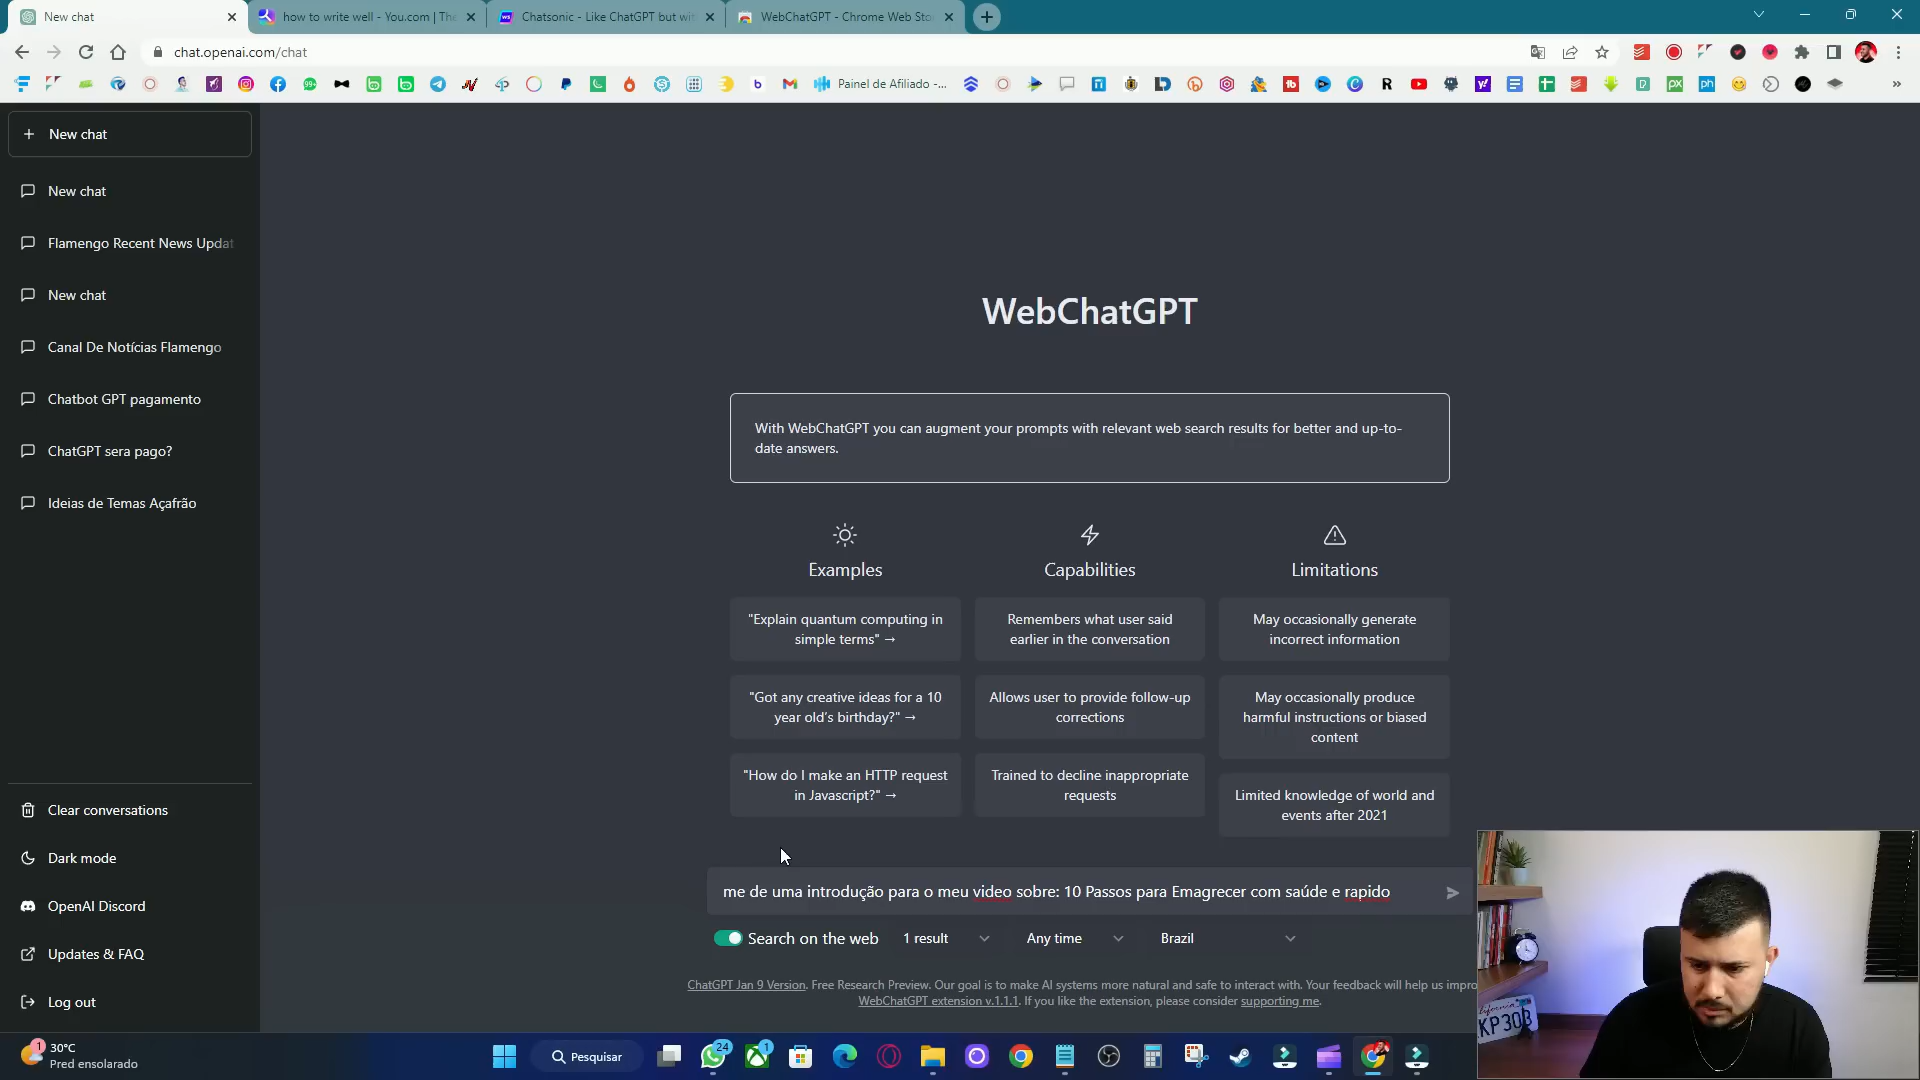 New chat
how to write well - You.com | The
Chatsonic - Like ChatGPT but wit
WebChatGPT - Chrome Web Sto
chat.openai.com/chat
99+
Painel de Afiliado -...
New chat
New chat
Flamengo Recent News Updat
New chat
Canal De Notícias Flamengo
Chatbot GPT pagamento
ChatGPT sera pago?
Ideias de Temas Açafrão
Clear conversations
Dark mode
OpenAI Discord
Updates & FAQ
Log out
WebChatGPT
With WebChatGPT you can augment your prompts with relevant web search results for better and up-to-
date answers.
Examples
"Explain quantum computing in
simple terms" →
"Got any creative ideas for a 10
year old's birthday?" →
"How do I make an HTTP request
in Javascript?" →
Capabilities
Remembers what user said
earlier in the conversation
Allows user to provide follow-up
corrections
Trained to decline inappropriate
requests
Limitations
May occasionally generate
incorrect information
May occasionally produce
harmful instructions or biased
content
Limited knowledge of world and
events after 2021
me de uma introdução para o meu video sobre: 10 Passos para Emagrecer com saúde e rapido
Search on the web
1 result
Any time
Brazil
ChatGPT Jan 9 Version. Free Research Preview. Our goal is to make AI systems more natural and safe to interact with. Your feedback will help us impro
WebChatGPT extension v.1.1.1. If you like the extension, please consider supporting me.
1
30°C
Pred ensolarado
Pesquisar
24
1